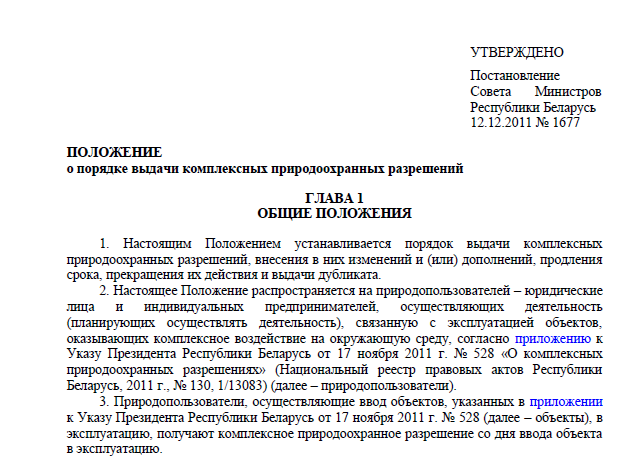 УТВЕРЖДЕНО
Постановление
Совета Министров
Республики Беларусь
12.12.2011 № 1677
ПОЛОЖЕНИЕ
о порядке выдачи комплексных природоохранных разрешений
ГЛАВА 1
ОБЩИЕ ПОЛОЖЕНИЯ
1. Настоящим Положением устанавливается порядок выдачи комплексных
природоохранных разрешений, внесения в них изменений и (или) дополнений, продления
срока, прекращения их действия и выдачи дубликата.
2. Настоящее Положение распространяется на природопользователей – юридические
лица и индивидуальных предпринимателей, осуществляющих деятельность
(планирующих осуществлять деятельность), связанную с эксплуатацией объектов,
оказывающих комплексное воздействие на окружающую среду, согласно приложению к
Указу Президента Республики Беларусь от 17 ноября 2011 г. № 528 «О комплексных
природоохранных разрешениях» (Национальный реестр правовых актов Республики
Беларусь, 2011 г., № 130, 1/13083) (далее – природопользователи).
3. Природопользователи, осуществляющие ввод объектов, указанных в приложении
к Указу Президента Республики Беларусь от 17 ноября 2011 г. № 528 (далее – объекты), в
эксплуатацию, получают комплексное природоохранное разрешение со дня ввода объекта
в эксплуатацию.